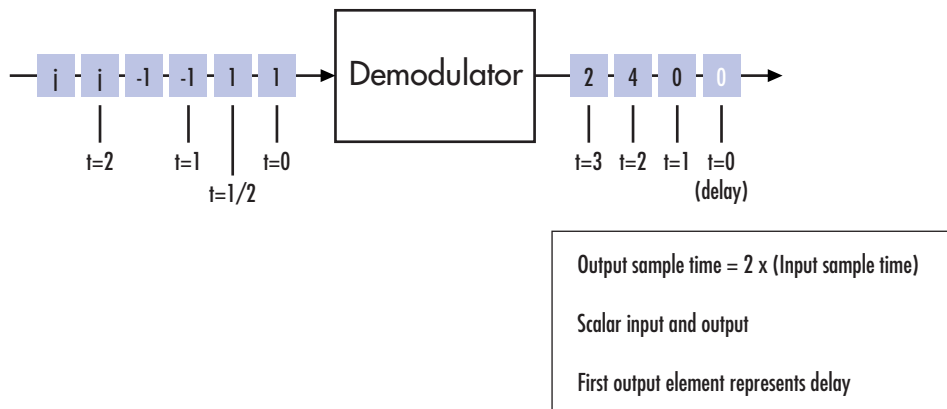 j j -1 -1 1 1
Demodulator
2 4 0 0
t=2 t=1 t=0
t=1/2
t=3 t=2 t=1 t=0
(delay)
Output sample time = 2 x (Input sample time)
Scalar input and output
First output element represents delay